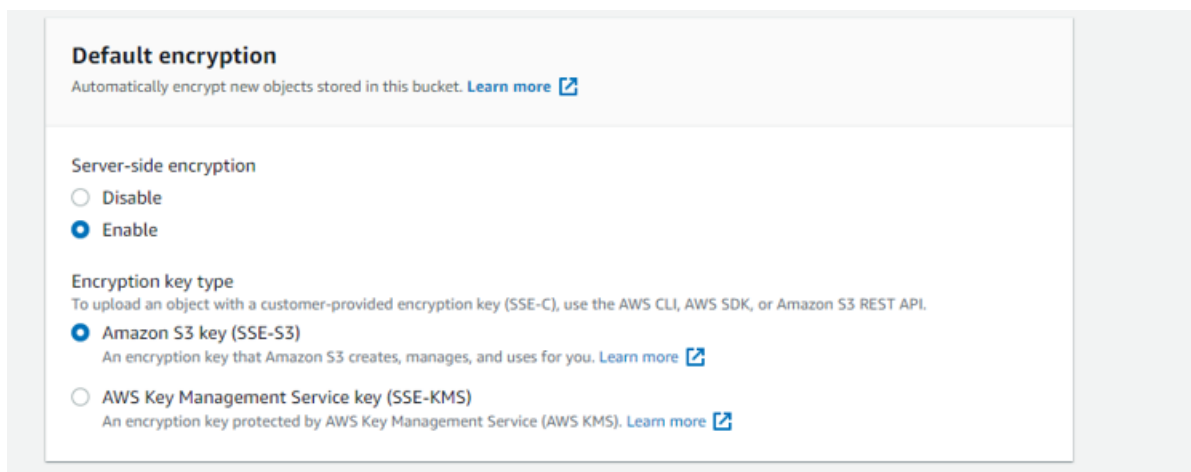 Default encryption
Automatically encrypt new objects stored in this bucket. Learn more
Server-side encryption
Disable
Enable
Encryption key type
To upload an object with a customer-provided encryption key (SSE-C), use the AWS CLI, AWS SDK, or Amazon S3 REST API.
Amazon S3 key (SSE-S3)
An encryption key that Amazon S3 creates, manages, and uses for you. Learn more
AWS Key Management Service key (SSE-KMS)
An encryption key protected by AWS Key Management Service (AWS KMS). Learn more